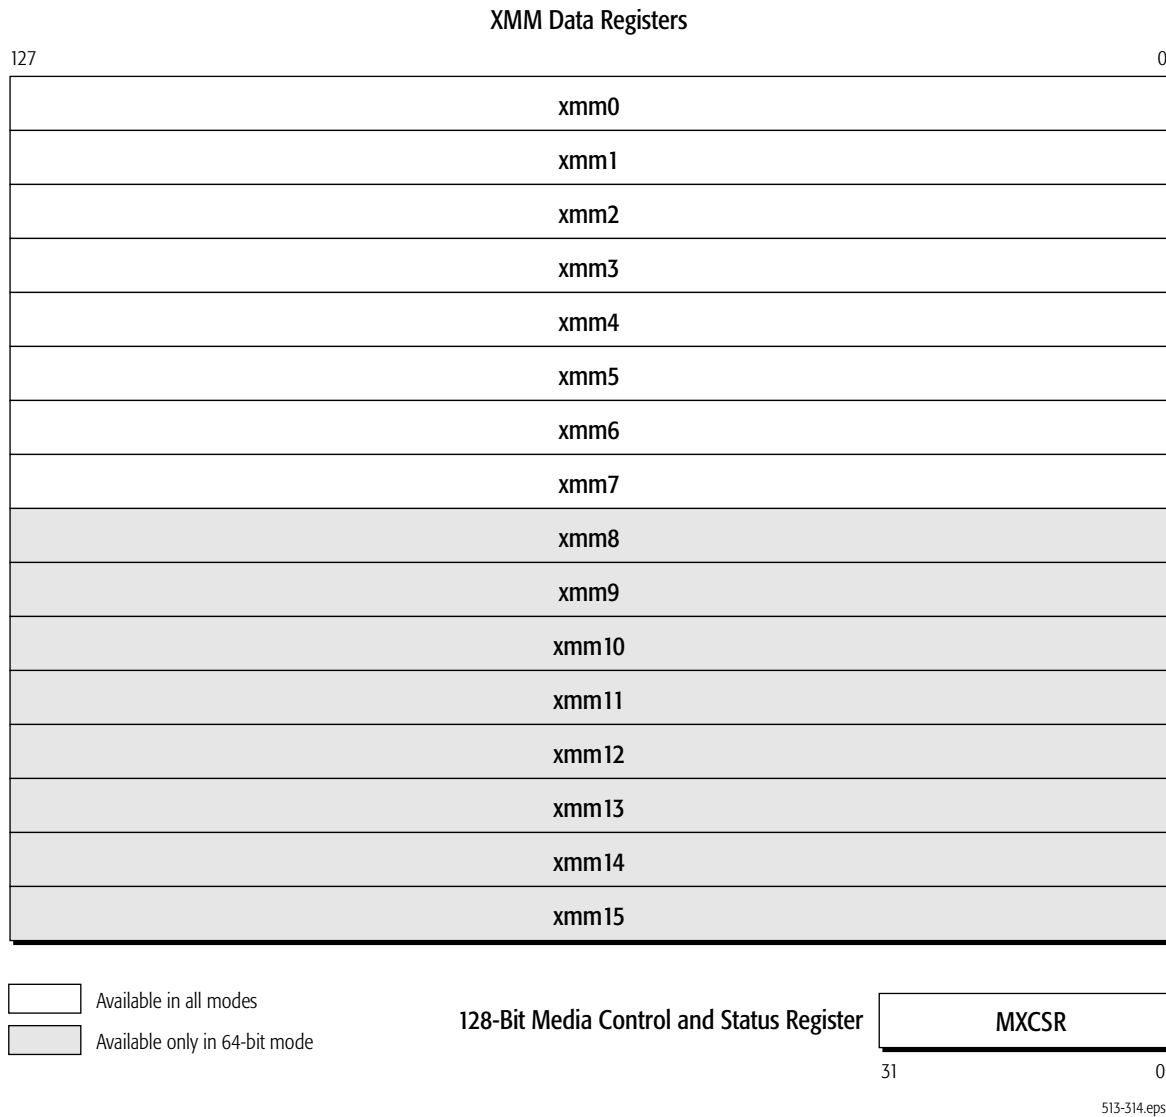 XMM Data Registers
127 0
xmm0
xmm1
xmm2
xmm3
xmm4
xmm5
xmm6
xmm7
xmm8
xmm9
xmm10
xmm11
xmm12
xmm13
xmm14
xmm15
Available in all modes
Available only in 64-bit mode
128-Bit Media Control and Status Register MXCSR
31 0
513-314.eps